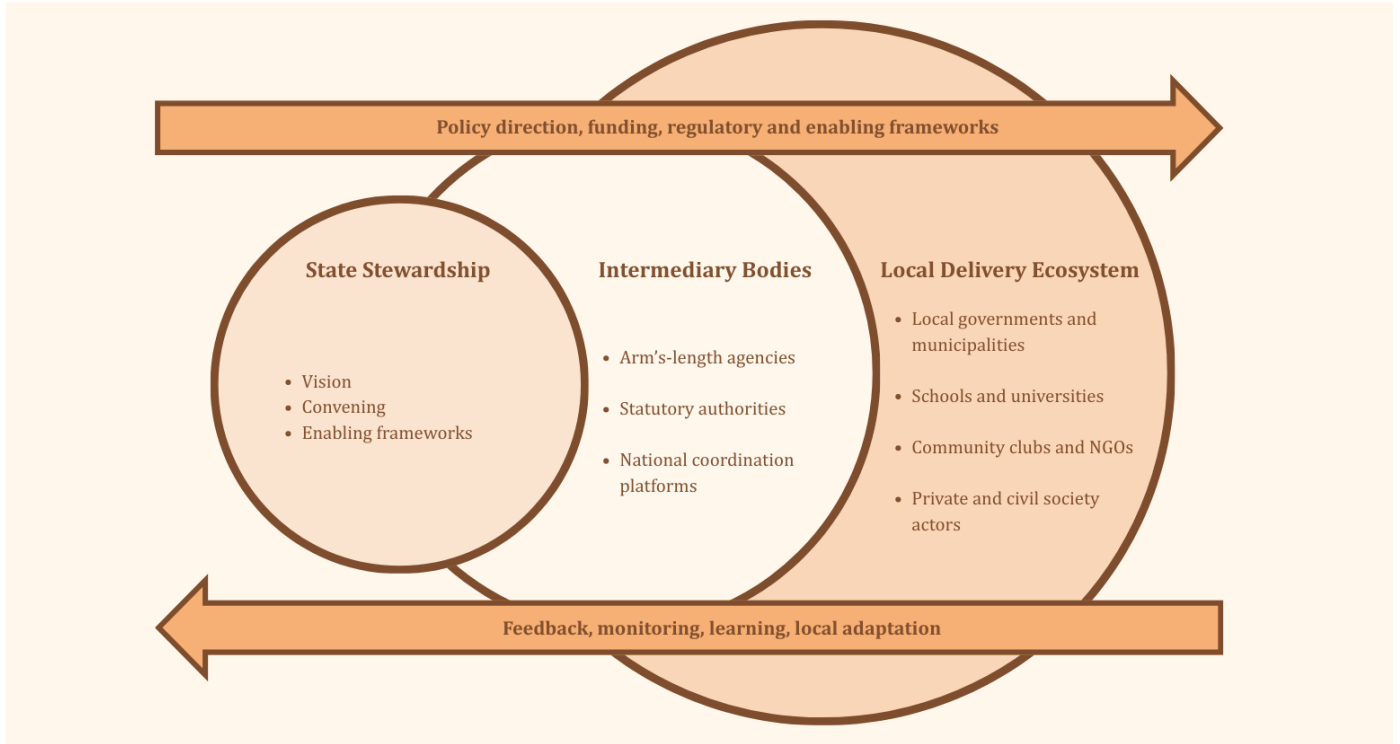 Policy direction, funding, regulatory and enabling frameworks
State Stewardship
• Vision
• Convening
• Enabling frameworks
Intermediary Bodies
• Arm’s-length agencies
• Statutory authorities
• National coordination
platforms
Local Delivery Ecosystem
• Local governments and
municipalities
• Schools and universities
• Community clubs and NGOs
• Private and civil society
actors
Feedback, monitoring, learning, local adaptation